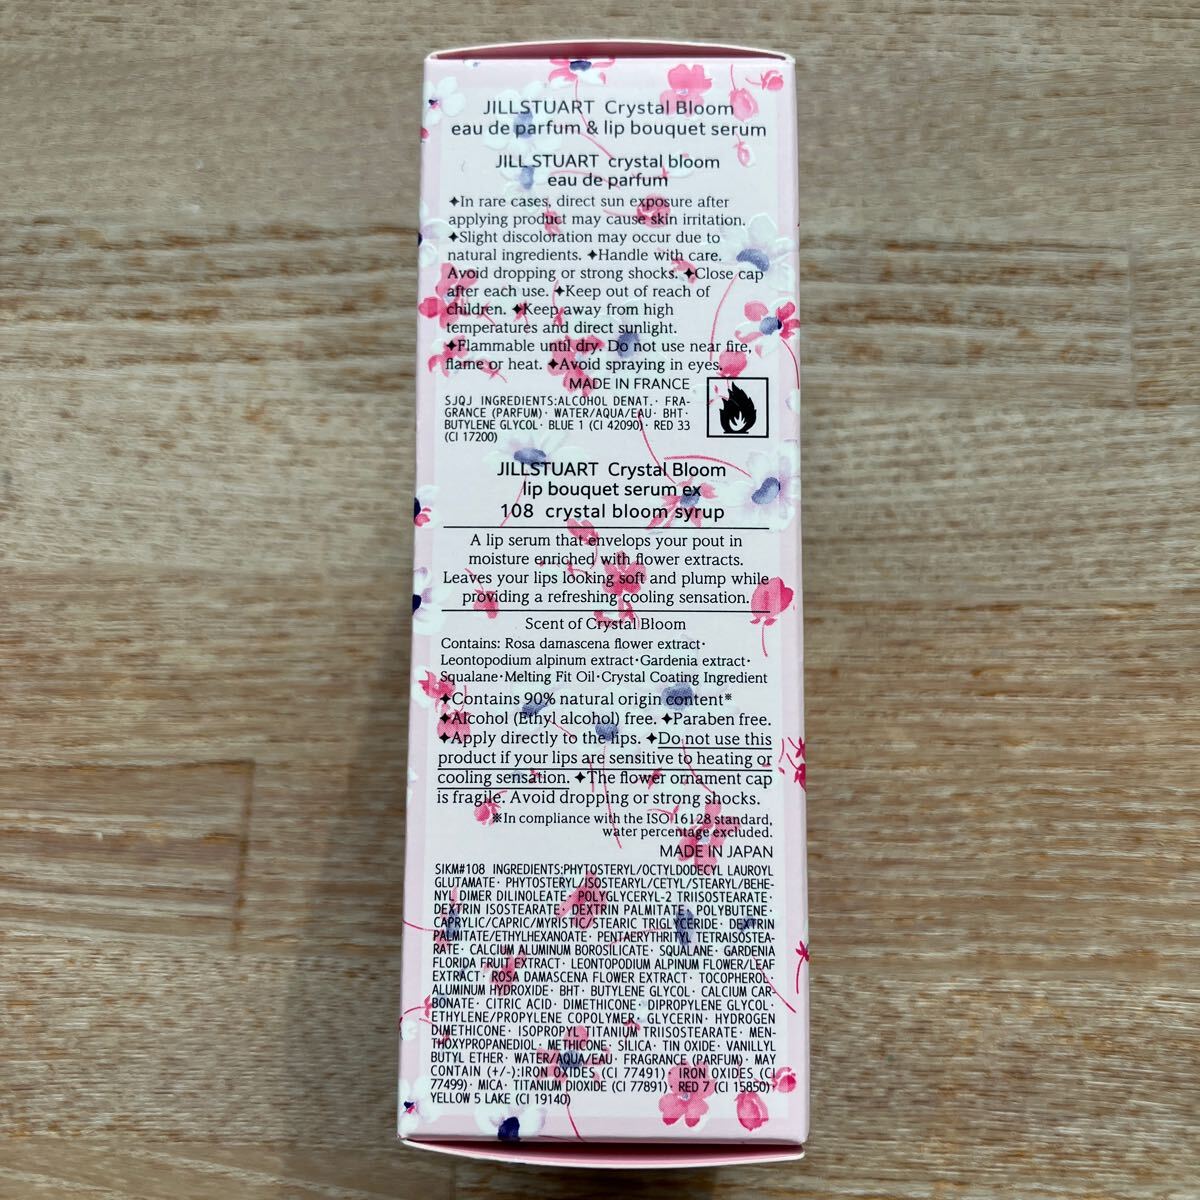 JILLSTUART Crystal Bloom
eau de parfum & lip bouquet serum
JILL STUART crystal bloom
eau de parfum
✦In rare cases, direct sun exposure after
applying product may cause skin irritation.
✦Slight discoloration may occur due to
natural ingredients. ✦Handle with care.
Avoid dropping or strong shocks. ✦Close cap
after each use. ✦Keep out of reach of
children. ✦Keep away from high
temperatures and direct sunlight.
✦Flammable until dry. Do not use near fire,
flame or heat. ✦Avoid spraying in eyes.
MADE IN FRANCE
SJQJ INGREDIENTS:ALCOHOL DENAT.· FRA-
GRANCE (PARFUM)· WATER/AQUA/EAU· BHT·
BUTYLENE GLYCOL· BLUE 1 (CI 42090)· RED 33
(CI 17200)
JILLSTUART Crystal Bloom
lip bouquet serum ex
108 crystal bloom syrup
A lip serum that envelops your pout in
moisture enriched with flower extracts.
Leaves your lips looking soft and plump while
providing a refreshing cooling sensation.
Scent of Crystal Bloom
Contains: Rosa damascena flower extract·
Leontopodium alpinum extract·Gardenia extract·
Squalane·Melting Fit Oil·Crystal Coating Ingredient
✦Contains 90% natural origin content※
✦Alcohol (Ethyl alcohol) free. ✦Paraben free.
✦Apply directly to the lips. ✦Do not use this
product if your lips are sensitive to heating or
cooling sensation. ✦The flower ornament cap
is fragile. Avoid dropping or strong shocks.
※In compliance with the ISO 16128 standard,
water percentage excluded.
MADE IN JAPAN
SIKM#108 INGREDIENTS:PHYTOSTERYL/OCTYLDODECYL LAUROYL
GLUTAMATE· PHYTOSTERYL/ISOSTEARYL/CETYL/STEARYL/BEHE-
NYL DIMER DILINOLEATE· POLYGLYCERYL-2 TRIISOSTEARATE·
DEXTRIN ISOSTEARATE· DEXTRIN PALMITATE· POLYBUTENE·
CAPRYLIC/CAPRIC/MYRISTIC/STEARIC TRIGLYCERIDE· DEXTRIN
PALMITATE/ETHYLHEXANOATE· PENTAERYTHRITYL TETRAISOSTEA-
RATE· CALCIUM ALUMINUM BOROSILICATE· SQUALANE· GARDENIA
FLORIDA FRUIT EXTRACT· LEONTOPODIUM ALPINUM FLOWER/LEAF
EXTRACT· ROSA DAMASCENA FLOWER EXTRACT· TOCOPHEROL·
ALUMINUM HYDROXIDE· BHT· BUTYLENE GLYCOL· CALCIUM CAR-
BONATE· CITRIC ACID· DIMETHICONE· DIPROPYLENE GLYCOL·
ETHYLENE/PROPYLENE COPOLYMER· GLYCERIN· HYDROGEN
DIMETHICONE· ISOPROPYL TITANIUM TRIISOSTEARATE· MEN-
THOXYPROPANEDIOL· METHICONE· SILICA· TIN OXIDE· VANILLYL
BUTYL ETHER· WATER/AQUA/EAU· FRAGRANCE (PARFUM)· MAY
CONTAIN (+/-):IRON OXIDES (CI 77491)· IRON OXIDES (CI
77499)· MICA· TITANIUM DIOXIDE (CI 77891)· RED 7 (CI 15850)·
YELLOW 5 LAKE (CI 19140)